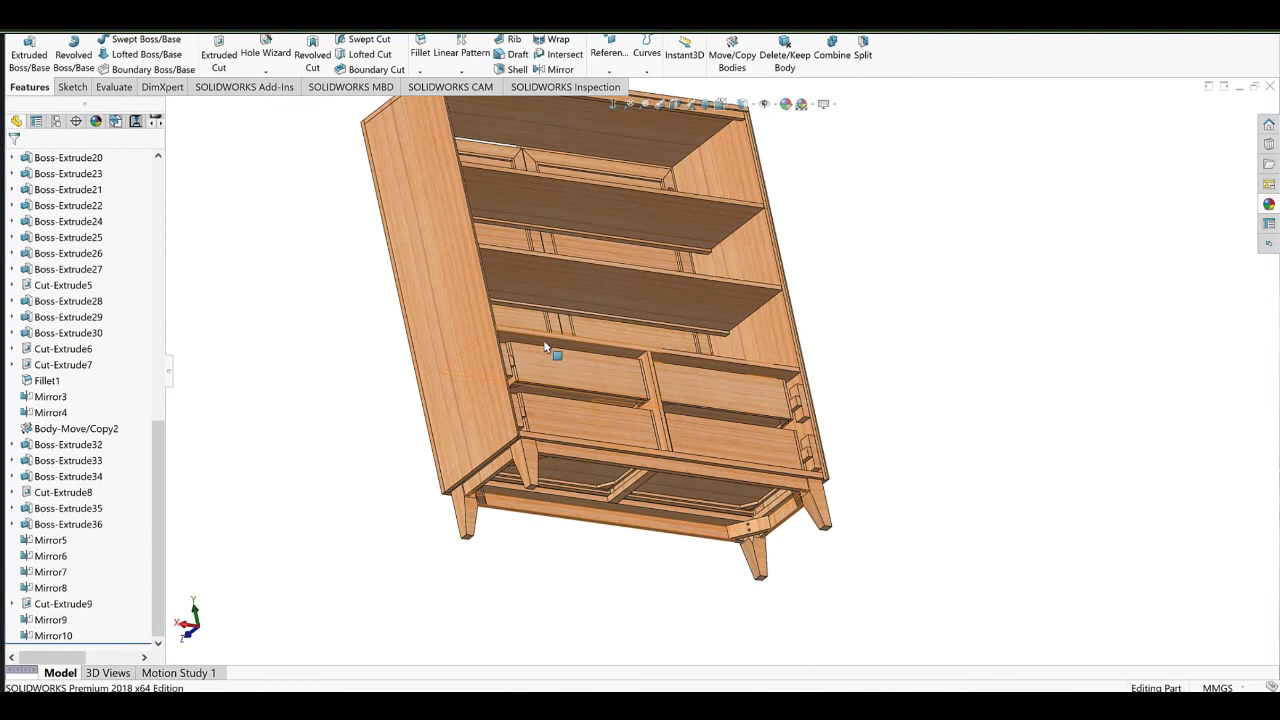 Extruded Boss/Base
Revolved Boss/Base
Swept Boss/Base
Lofted Boss/Base
Boundary Boss/Base
Extruded Cut
Hole Wizard
Revolved Cut
Swept Cut
Lofted Cut
Boundary Cut
Fillet
Linear Pattern
Rib
Draft
Shell
Wrap
Intersect
Mirror
Referen...
Curves
Instant3D
Move/Copy Bodies
Delete/Keep Body
Combine
Split
Features
Sketch
Evaluate
DimXpert
SOLIDWORKS Add-Ins
SOLIDWORKS MBD
SOLIDWORKS CAM
SOLIDWORKS Inspection
Boss-Extrude20
Boss-Extrude23
Boss-Extrude21
Boss-Extrude22
Boss-Extrude24
Boss-Extrude25
Boss-Extrude26
Boss-Extrude27
Cut-Extrude5
Boss-Extrude28
Boss-Extrude29
Boss-Extrude30
Cut-Extrude6
Cut-Extrude7
Fillet1
Mirror3
Mirror4
Body-Move/Copy2
Boss-Extrude32
Boss-Extrude33
Boss-Extrude34
Cut-Extrude8
Boss-Extrude35
Boss-Extrude36
Mirror5
Mirror6
Mirror7
Mirror8
Cut-Extrude9
Mirror9
Mirror10
Y
X
Z
Model
3D Views
Motion Study 1
SOLIDWORKS Premium 2018 x64 Edition
Editing Part
MMGS